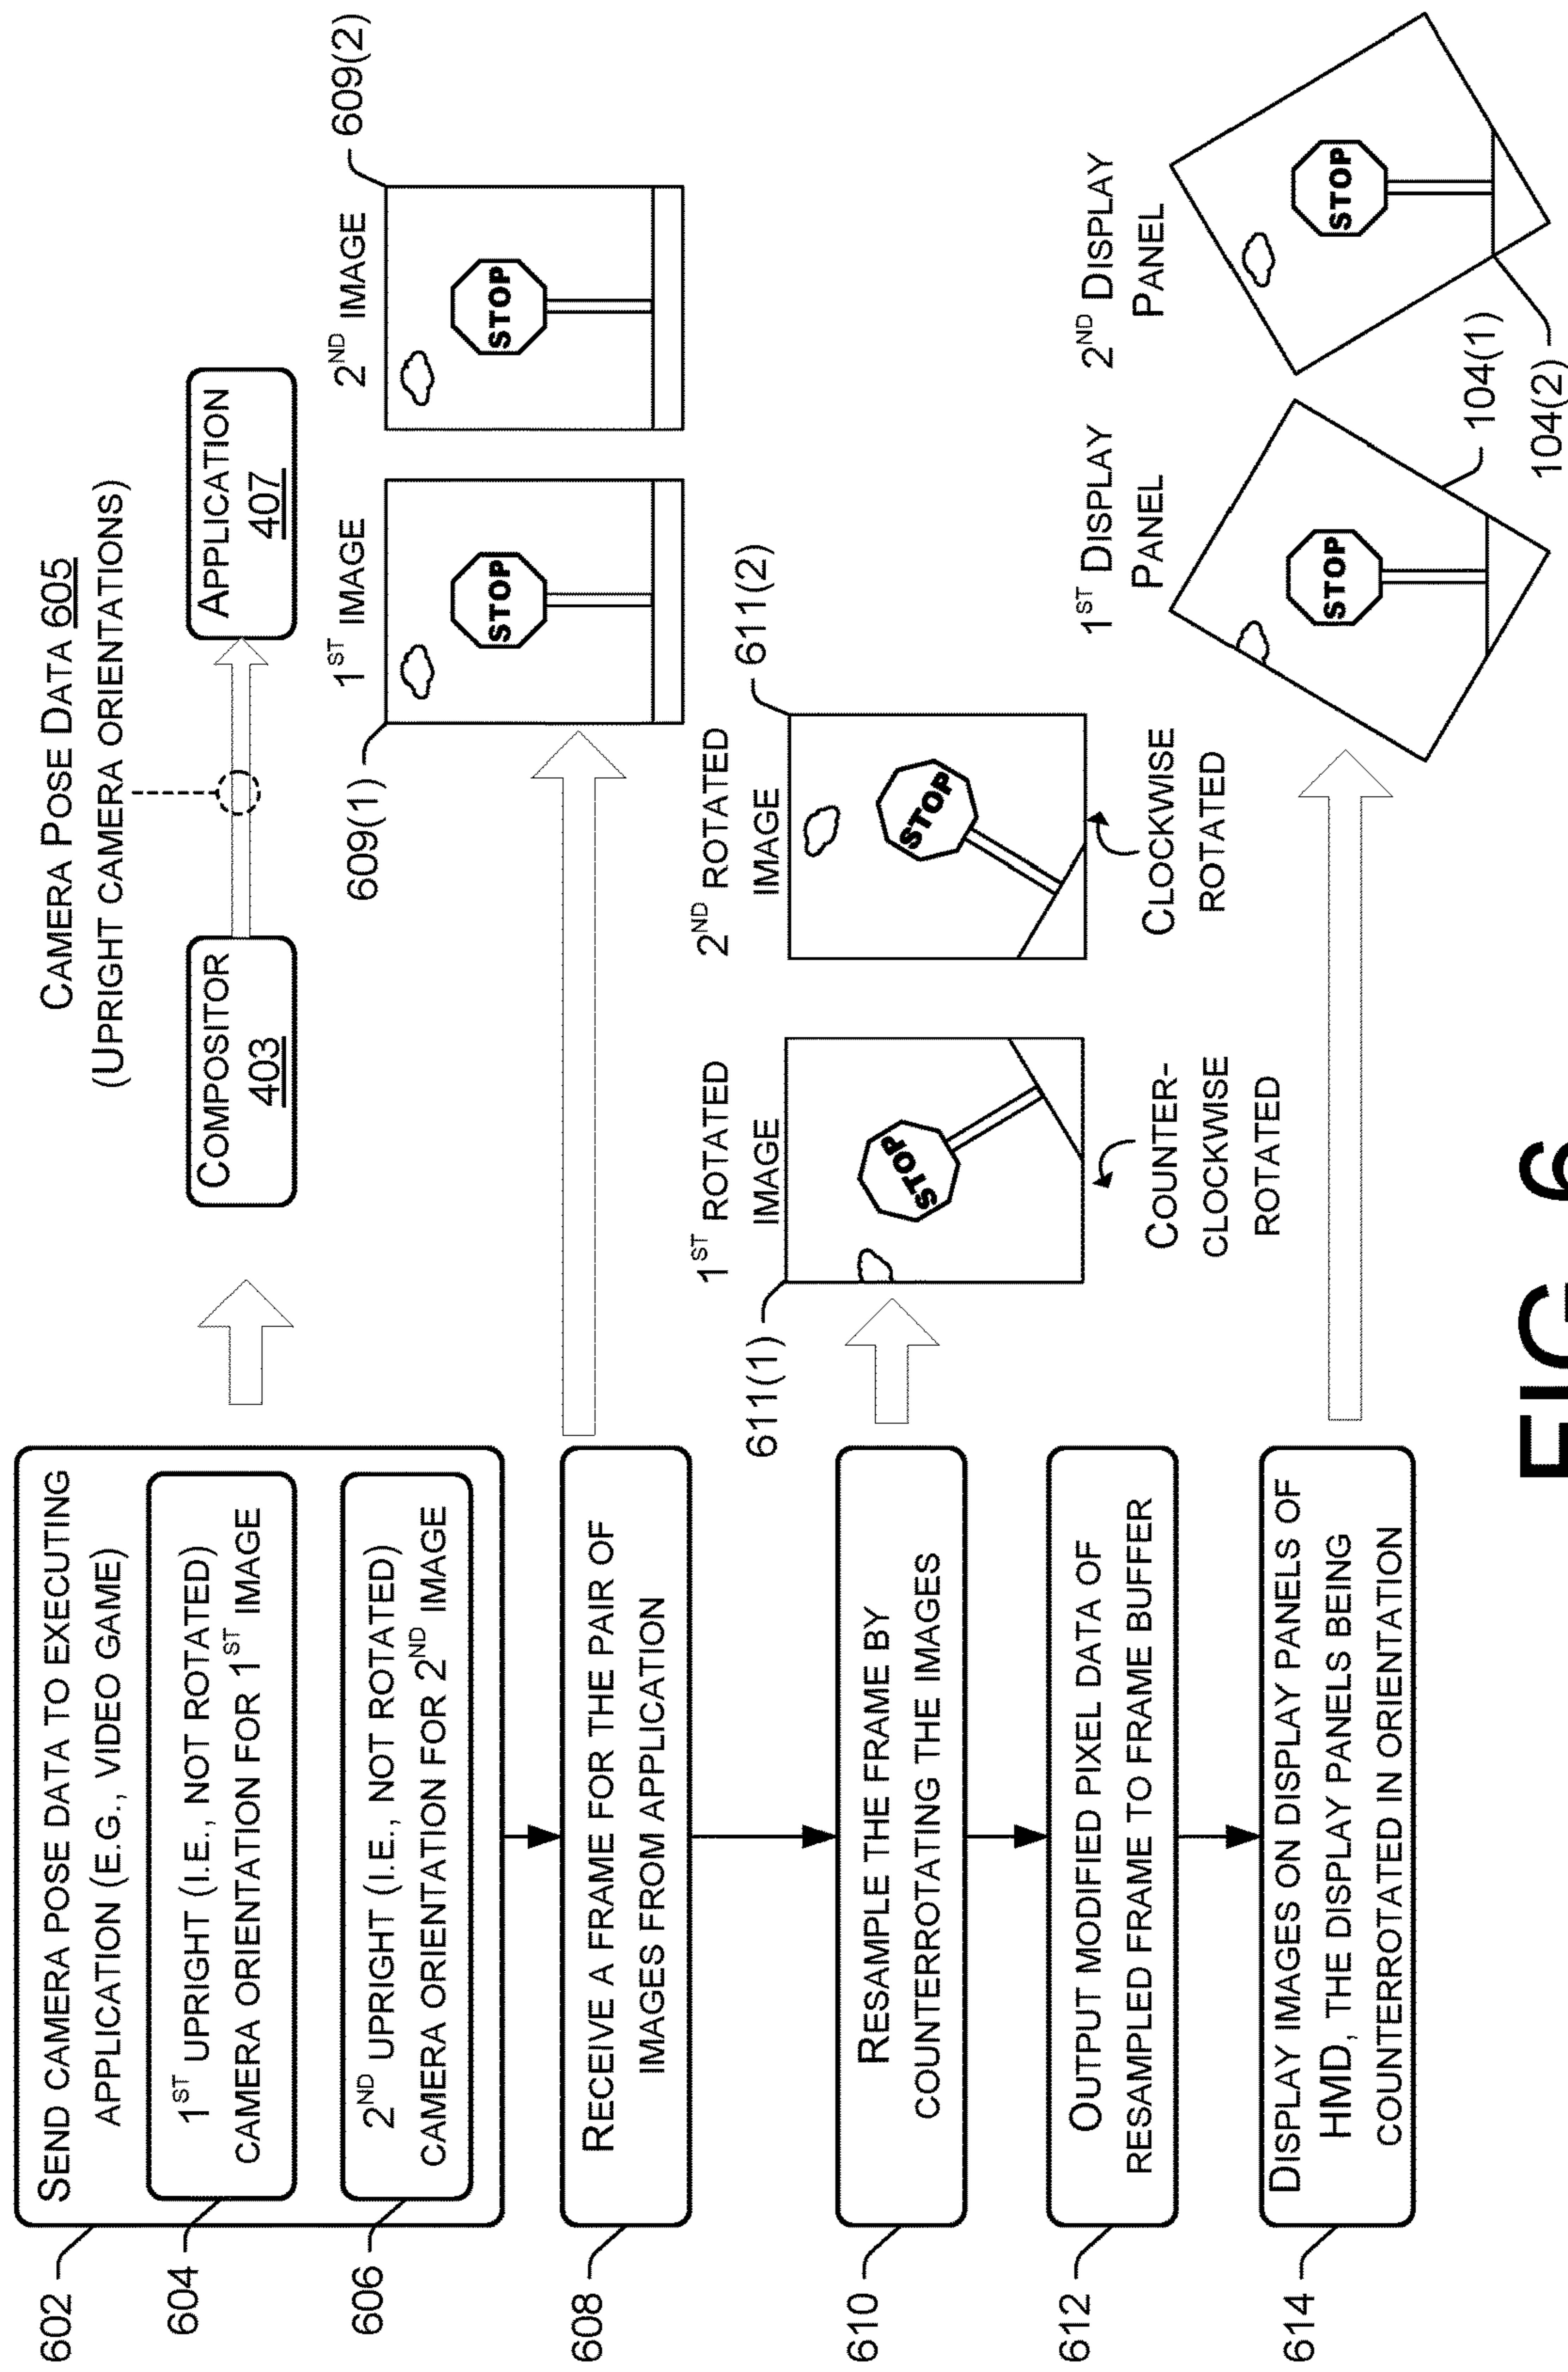 602
SEND CAMERA POSE DATA TO EXECUTING
APPLICATION (E.G., VIDEO GAME)
604
1ST UPRIGHT (I.E., NOT ROTATED)
CAMERA ORIENTATION FOR 1ST IMAGE
606
2ND UPRIGHT (I.E., NOT ROTATED)
CAMERA ORIENTATION FOR 2ND IMAGE
CAMERA POSE DATA 605
(UPRIGHT CAMERA ORIENTATIONS)
COMPOSITOR
403
APPLICATION
407
608
RECEIVE A FRAME FOR THE PAIR OF
IMAGES FROM APPLICATION
609(1)
1ST IMAGE
STOP
2ND IMAGE
609(2)
STOP
610
RESAMPLE THE FRAME BY
COUNTERROTATING THE IMAGES
611(1)
1ST ROTATED
IMAGE
STOP
COUNTER-
CLOCKWISE
ROTATED
2ND ROTATED
IMAGE
611(2)
STOP
CLOCKWISE
ROTATED
612
OUTPUT MODIFIED PIXEL DATA OF
RESAMPLED FRAME TO FRAME BUFFER
614
DISPLAY IMAGES ON DISPLAY PANELS OF
HMD, THE DISPLAY PANELS BEING
COUNTERROTATED IN ORIENTATION
1ST DISPLAY
PANEL
STOP
104(1)
2ND DISPLAY
PANEL
STOP
104(2)
FIG. 6